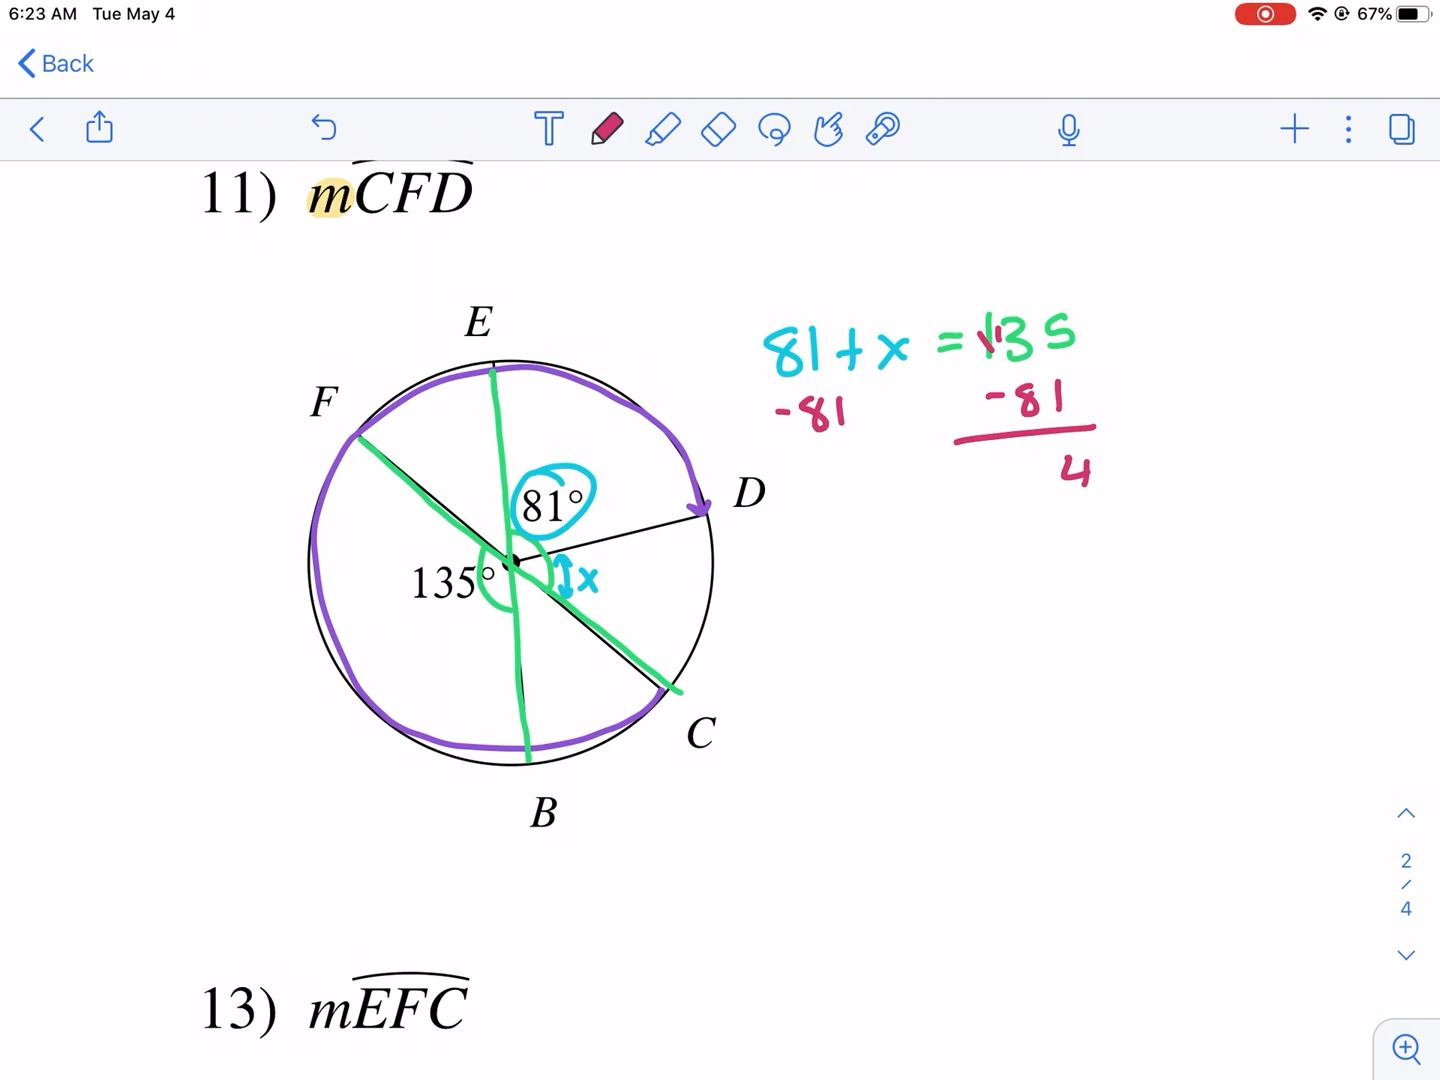 6:23 AM Tue May 4
67%
Back
T
11) mCFD
E
F
D
81°
135°
x
C
B
81 + x = 135
-81 -81
4
2
/
4
13) mEFC